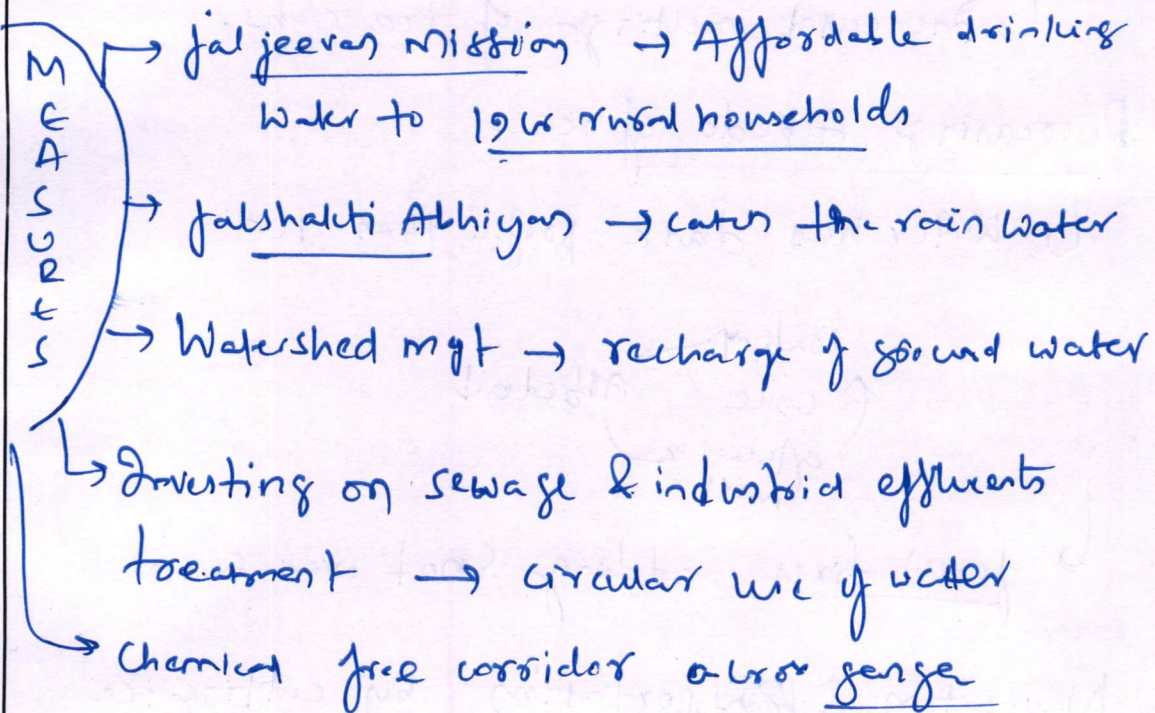 MEASURES
→ Jal jeevan Mission → Affordable drinking
water to 19 cr rural households
→ Jalshakti Abhiyan → catch the rain water
→ Watershed mgt → recharge of ground water
→ Investing on sewage & industrial effluents
treatment → circular use of water
→ Chemical free corridor across ganga